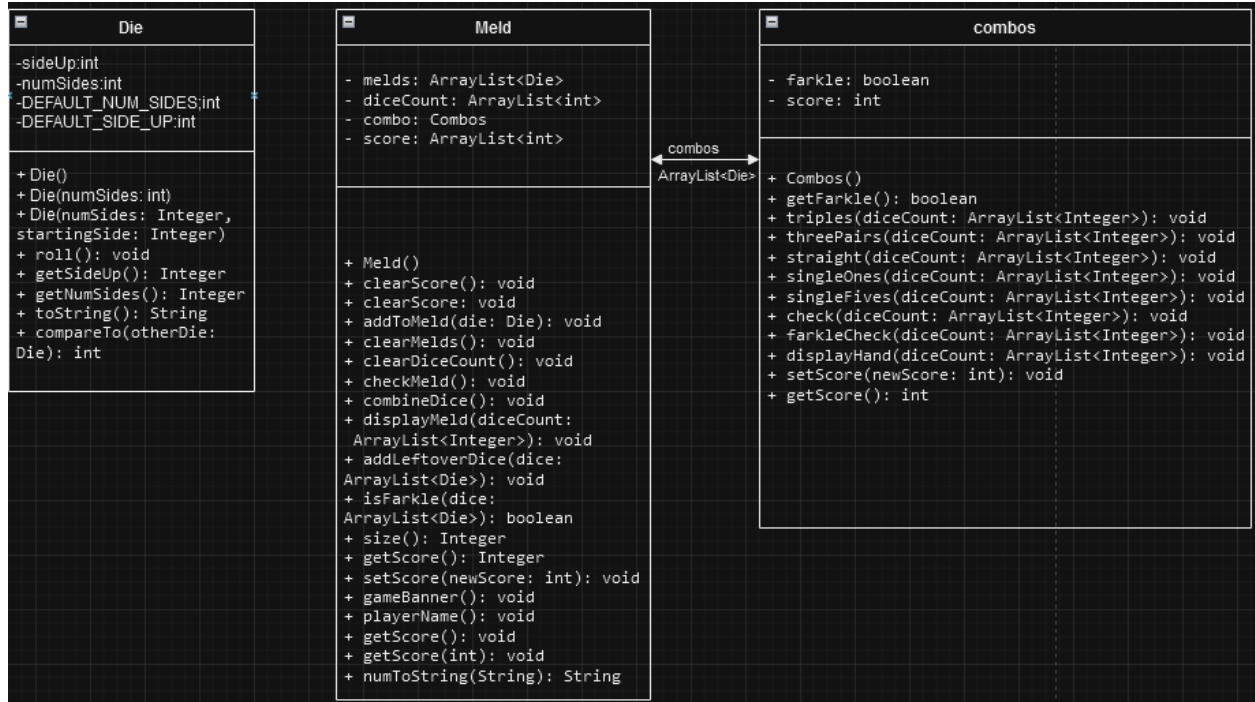 Die
-sideUp:int
-numSides:int
-DEFAULT_NUM_SIDES;int
-DEFAULT_SIDE_UP:int
+ Die()
+ Die(numSides: int)
+ Die(numSides: Integer,
startingSide: Integer)
+ roll(): void
+ getSideUp(): Integer
+ getNumSides(): Integer
+ toString(): String
+ compareTo(otherDie:
Die): int
Meld
- melds: ArrayList<Die>
- diceCount: ArrayList<int>
- combo: Combos
- score: ArrayList<int>
+ Meld()
+ clearScore(): void
+ clearScore: void
+ addToMeld(die: Die): void
+ clearMelds(): void
+ clearDiceCount(): void
+ checkMeld(): void
+ combineDice(): void
+ displayMeld(diceCount:
ArrayList<Integer>): void
+ addLeftoverDice(dice:
ArrayList<Die>): void
+ isFarkle(dice:
ArrayList<Die>): boolean
+ size(): Integer
+ getScore(): Integer
+ setScore(newScore: int): void
+ gameBanner(): void
+ playerName(): void
+ getScore(): void
+ getScore(int): void
+ numToString(String): String
combos
ArrayList<Die>
combos
- farkle: boolean
- score: int
+ Combos()
+ getFarkle(): boolean
+ triples(diceCount: ArrayList<Integer>): void
+ threePairs(diceCount: ArrayList<Integer>): void
+ straight(diceCount: ArrayList<Integer>): void
+ singleOnes(diceCount: ArrayList<Integer>): void
+ singleFives(diceCount: ArrayList<Integer>): void
+ check(diceCount: ArrayList<Integer>): void
+ farkleCheck(diceCount: ArrayList<Integer>): void
+ displayHand(diceCount: ArrayList<Integer>): void
+ setScore(newScore: int): void
+ getScore(): int